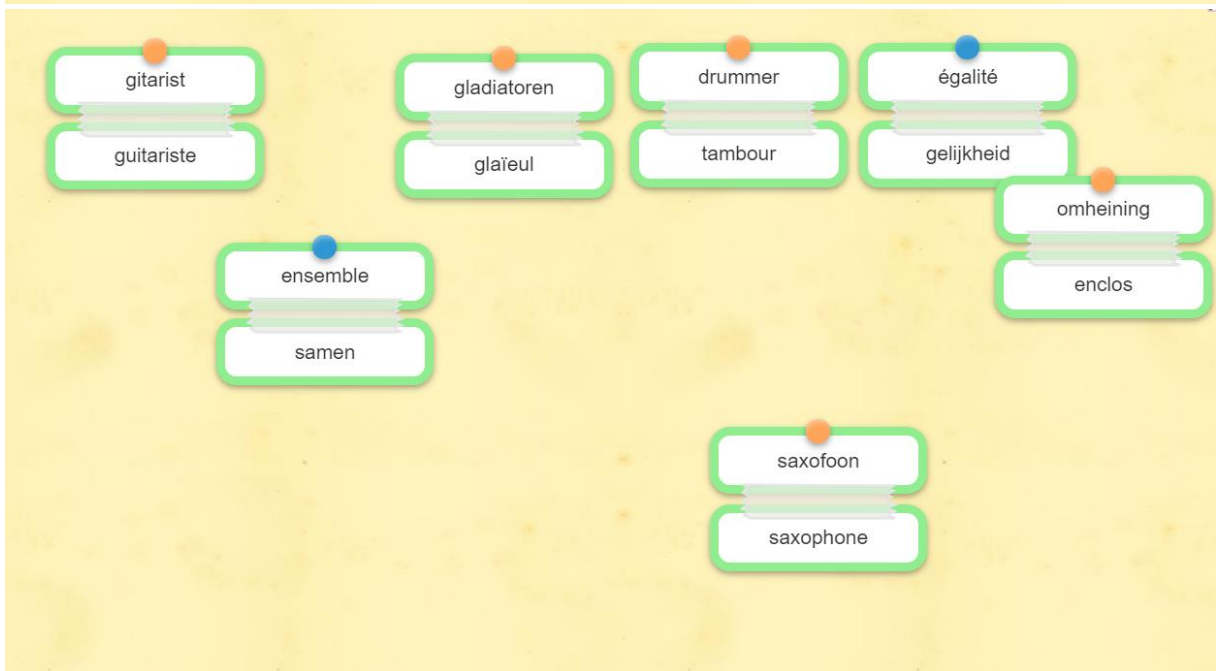 gitarist
guitariste
gladiatoren
glaïeul
drummer
tambour
égalité
gelijkheid
omheining
enclos
ensemble
samen
saxofoon
saxophone